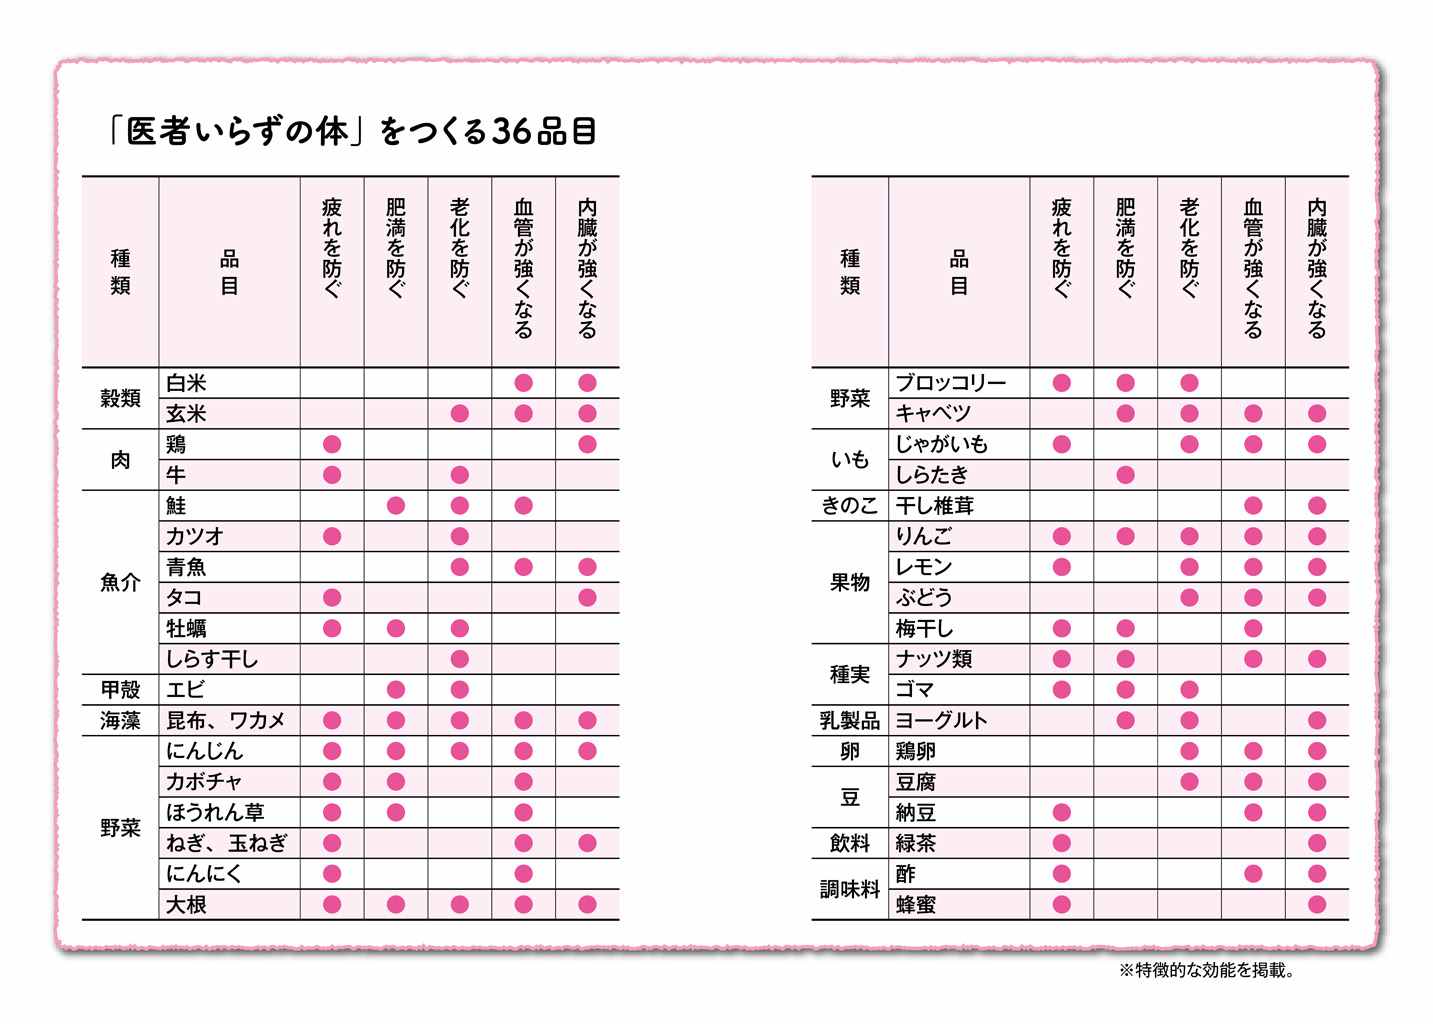 「医者いらずの体」をつくる36品目
種類 品目 疲れを防ぐ 肥満を防ぐ 老化を防ぐ 血管が強くなる 内臓が強くなる
穀類 白米 ● ●
玄米 ● ● ●
肉 鶏 ● ●
牛 ● ●
魚介 鮭 ● ● ●
カツオ ● ●
青魚 ● ● ●
タコ ● ●
牡蠣 ● ● ●
しらす干し ●
甲殻 エビ ● ●
海藻 昆布、ワカメ ● ● ● ● ●
野菜 にんじん ● ● ● ● ●
カボチャ ● ● ●
ほうれん草 ● ● ●
ねぎ、玉ねぎ ● ● ●
にんにく ● ●
大根 ● ● ● ● ●
種類 品目 疲れを防ぐ 肥満を防ぐ 老化を防ぐ 血管が強くなる 内臓が強くなる
野菜 ブロッコリー ● ● ●
キャベツ ● ● ● ●
いも じゃがいも ● ● ● ●
しらたき ●
きのこ 干し椎茸 ● ●
果物 りんご ● ● ● ● ●
レモン ● ● ● ●
ぶどう ● ● ●
梅干し ● ● ●
種実 ナッツ類 ● ● ● ●
ゴマ ● ● ●
乳製品 ヨーグルト ● ● ●
卵 鶏卵 ● ● ●
豆 豆腐 ● ● ●
納豆 ● ● ●
飲料 緑茶 ● ●
調味料 酢 ● ● ●
蜂蜜 ● ●
※特徴的な効能を掲載。